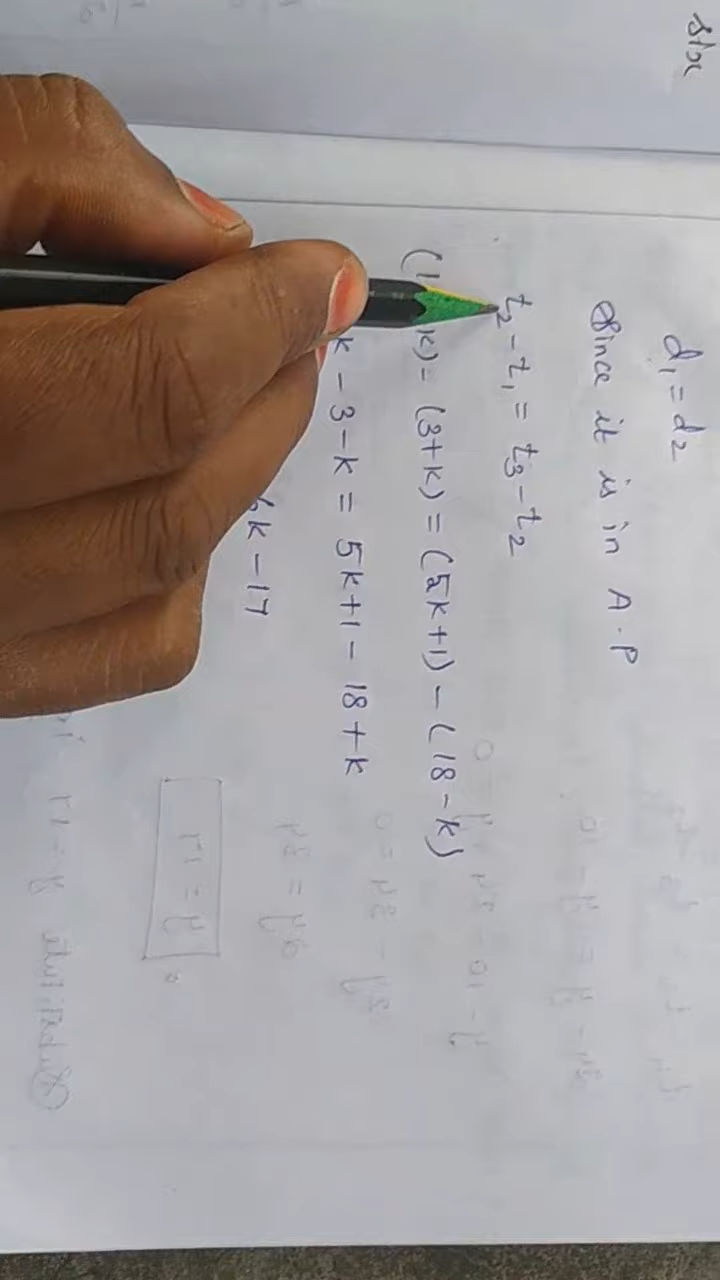 d₁ = d₂
Since it is in A.P
t₂ - t₁ = t₃ - t₂
k) - (3+k) = (5k+1) - (18-k)
k - 3 - k = 5k+1 - 18 + k
6k - 17